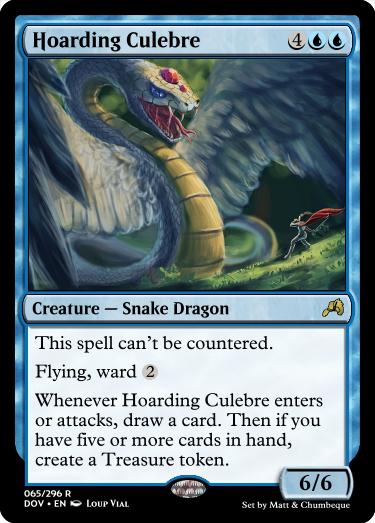 Hoarding Culebre 4
Creature — Snake Dragon
This spell can't be countered.
Flying, ward 2
Whenever Hoarding Culebre enters
or attacks, draw a card. Then if you
have five or more cards in hand,
create a Treasure token.
6/6
065/296 R
DOV • EN Loup Vial
Set by Matt & Chumbeque